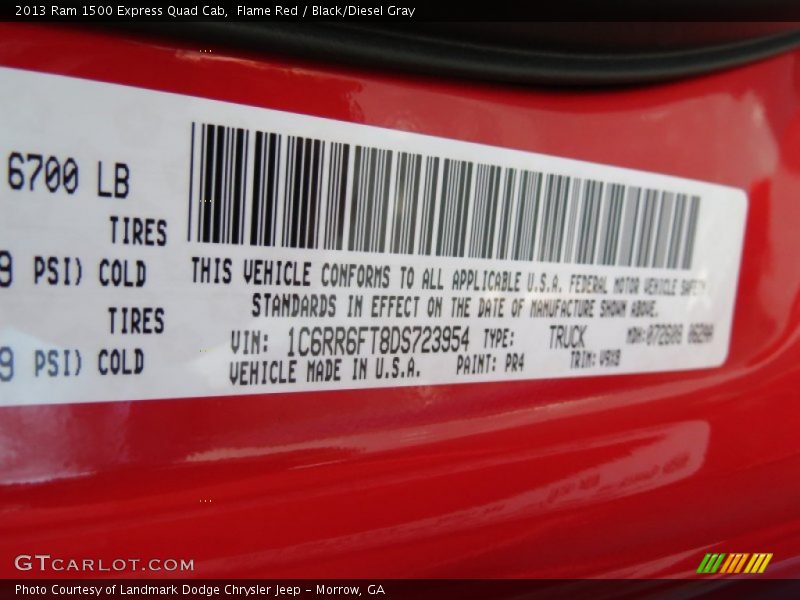 2013 Ram 1500 Express Quad Cab,  Flame Red / Black/Diesel Gray
6700 LB
TIRES
9 PSI) COLD
TIRES
9 PSI) COLD
THIS VEHICLE CONFORMS TO ALL APPLICABLE U.S.A. FEDERAL MOTOR VEHICLE SAFETY
STANDARDS IN EFFECT ON THE DATE OF MANUFACTURE SHOWN ABOVE.
VIN: 1C6RR6FT8DS723954 TYPE: TRUCK
VEHICLE MADE IN U.S.A. PAINT: PR4 TRIM:
GTCARLOT.COM
Photo Courtesy of Landmark Dodge Chrysler Jeep - Morrow, GA